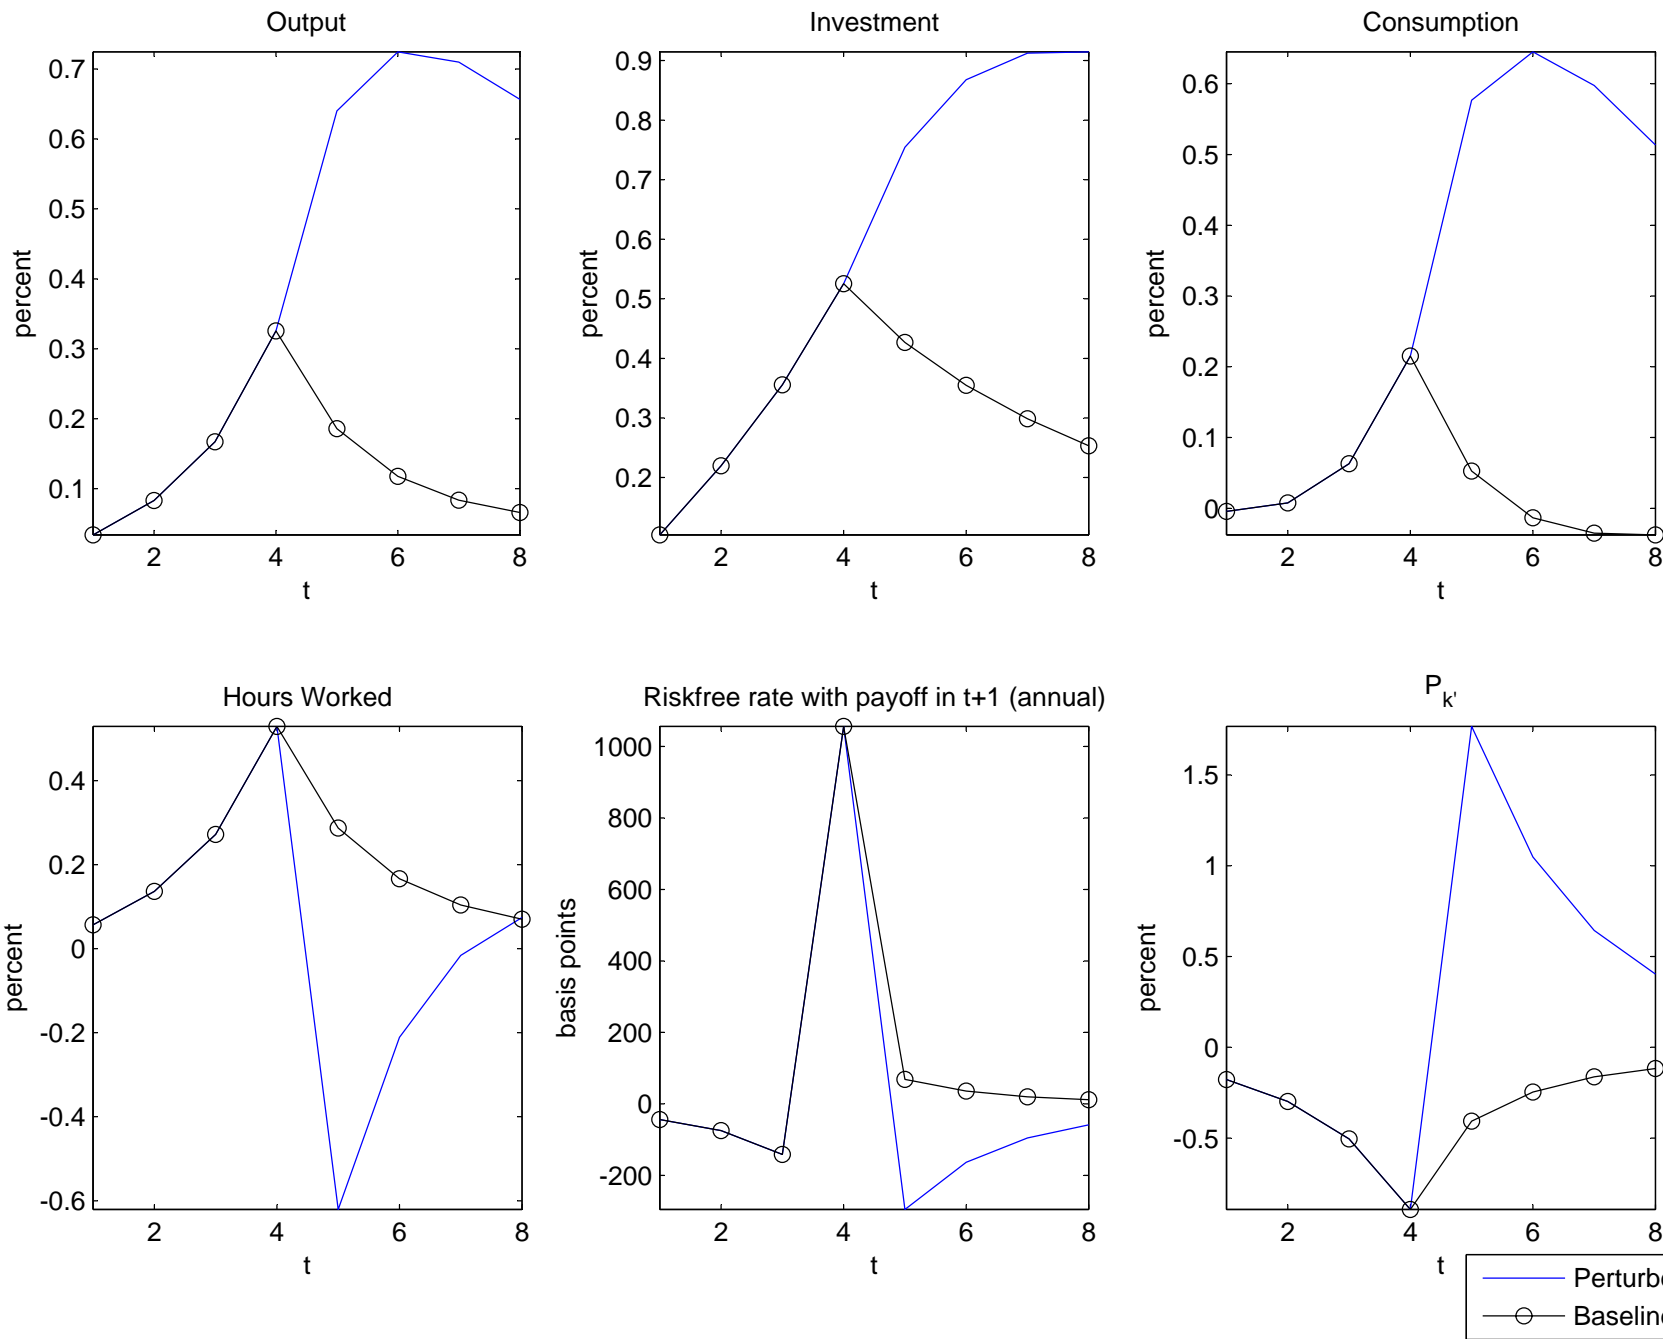 Output
0.7
0.6
0.5
0.4
0.3
0.2
0.1
percent
2 4 6 8
t
Investment
0.9
0.8
0.7
0.6
0.5
0.4
0.3
0.2
percent
2 4 6 8
t
Consumption
0.6
0.5
0.4
0.3
0.2
0.1
0
percent
2 4 6 8
t
Hours Worked
0.4
0.2
0
-0.2
-0.4
-0.6
percent
2 4 6 8
t
Riskfree rate with payoff in t+1 (annual)
1000
800
600
400
200
0
-200
basis points
2 4 6 8
t
P_k'
1.5
1
0.5
0
-0.5
percent
2 4 6 8
t
Perturbe
Baseline